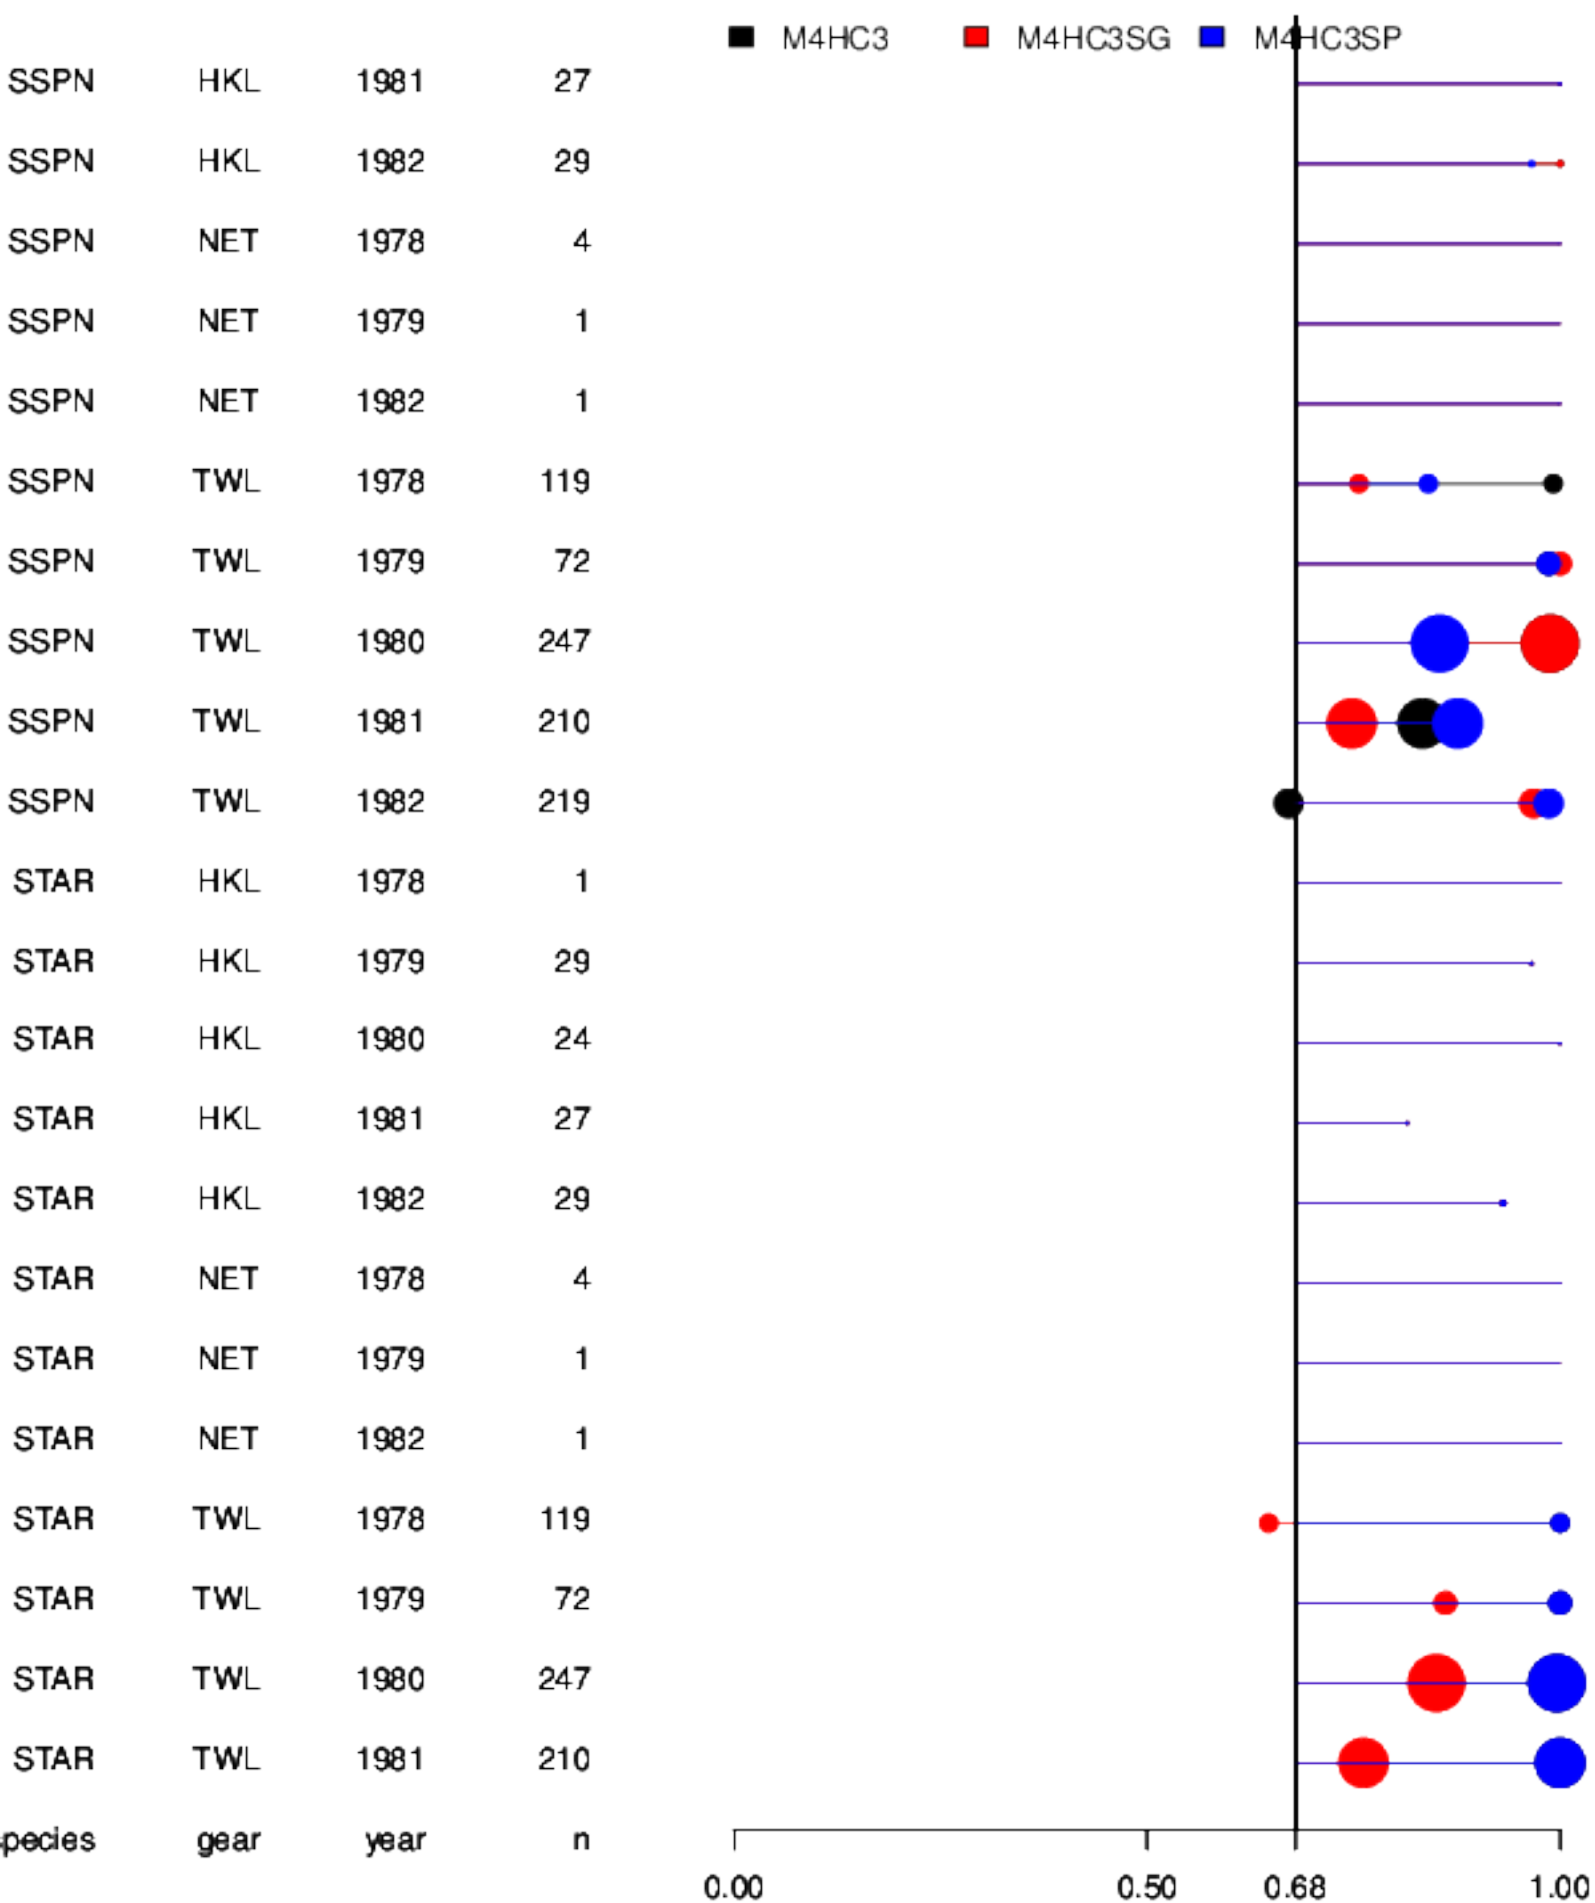 M4HC3 M4HC3SG M4HC3SP
SSPN HKL 1981 27
SSPN HKL 1982 29
SSPN NET 1978 4
SSPN NET 1979 1
SSPN NET 1982 1
SSPN TWL 1978 119
SSPN TWL 1979 72
SSPN TWL 1980 247
SSPN TWL 1981 210
SSPN TWL 1982 219
STAR HKL 1978 1
STAR HKL 1979 29
STAR HKL 1980 24
STAR HKL 1981 27
STAR HKL 1982 29
STAR NET 1978 4
STAR NET 1979 1
STAR NET 1982 1
STAR TWL 1978 119
STAR TWL 1979 72
STAR TWL 1980 247
STAR TWL 1981 210
pecies gear year n
0.00 0.50 0.68 1.00